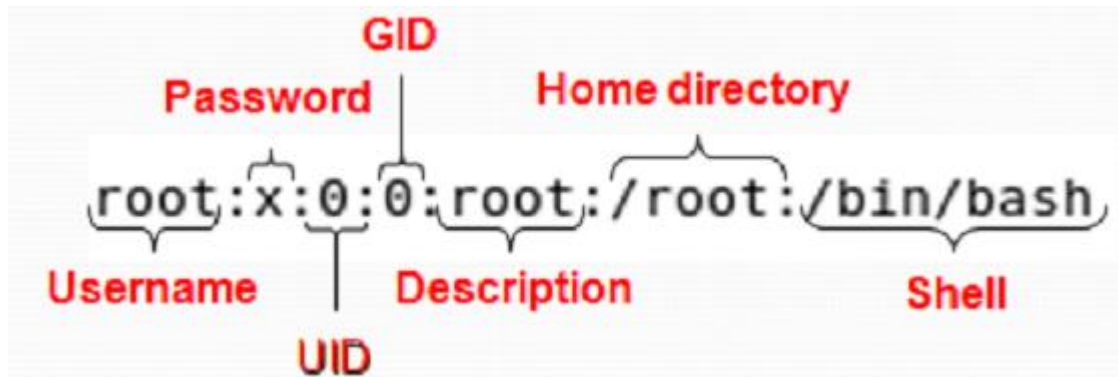 GID
Password Home directory
root:x:0:0:root:/root:/bin/bash
Username Description Shell
UID